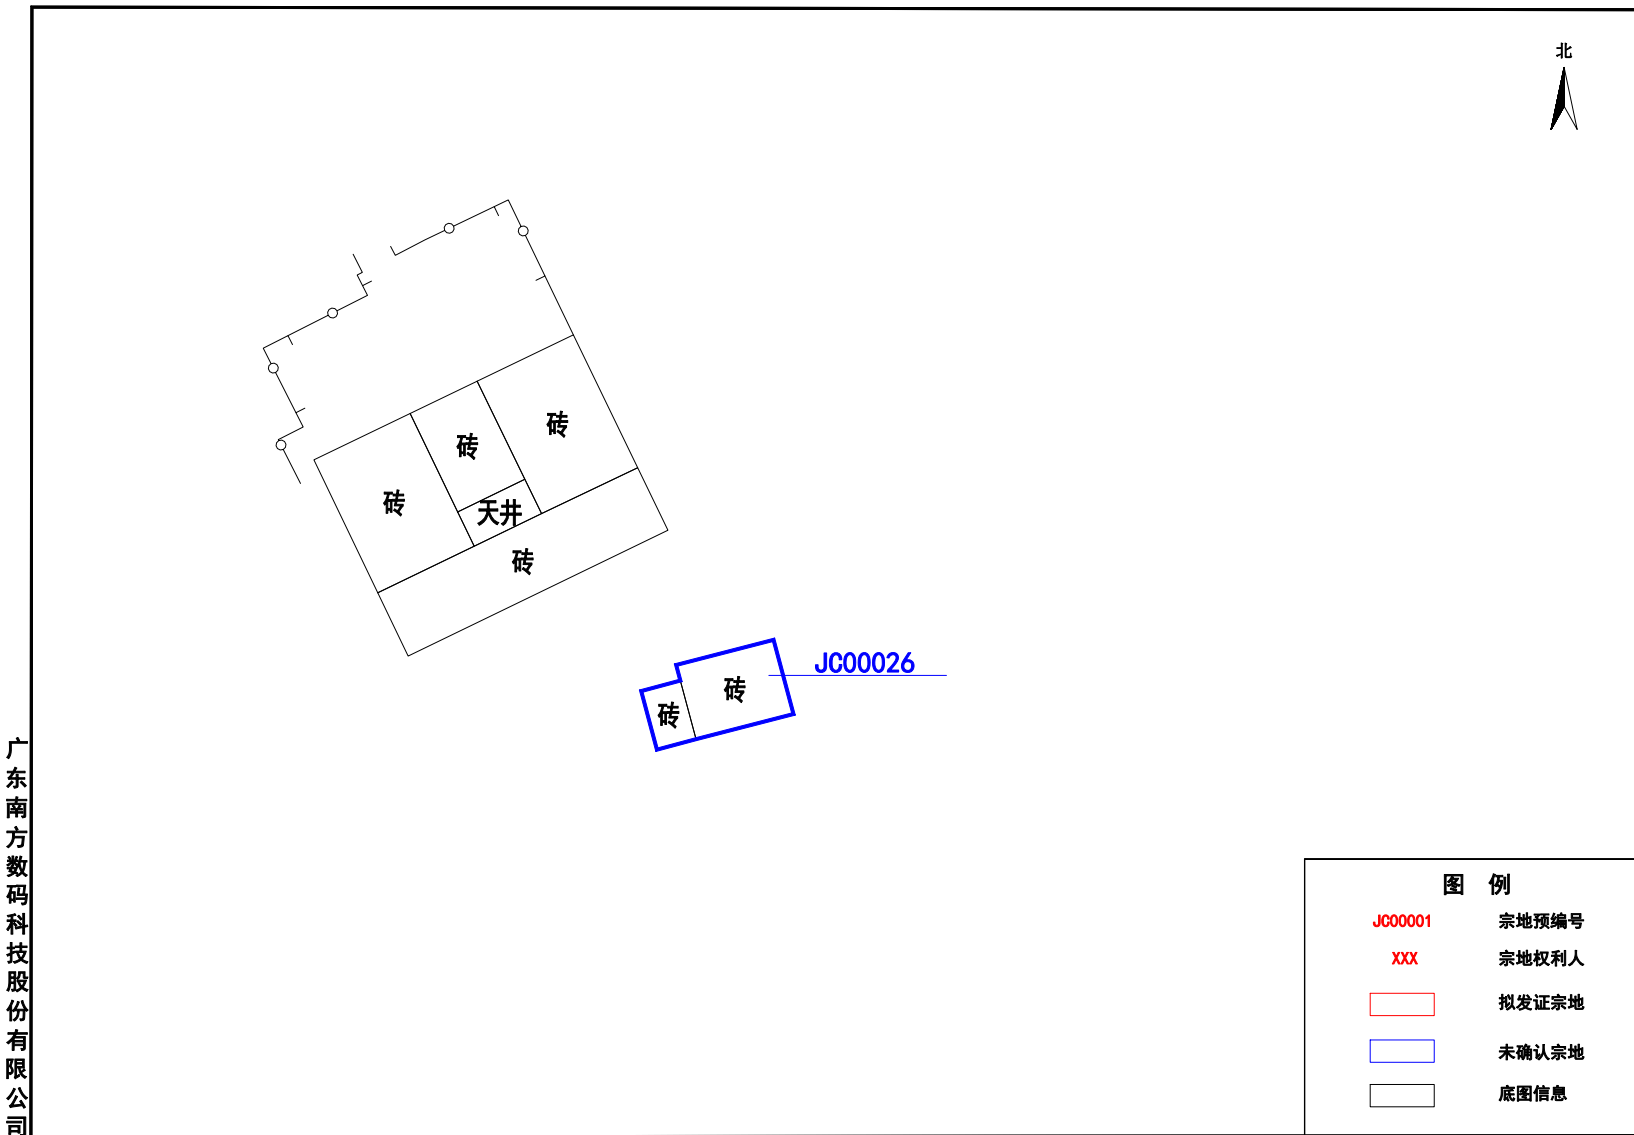 北
砖
砖
砖
天井
砖
JC00026
砖
砖
广东南方数码科技股份有限公司
图 例
JC00001 宗地预编号
XXX 宗地权利人
拟发证宗地
未确认宗地
底图信息